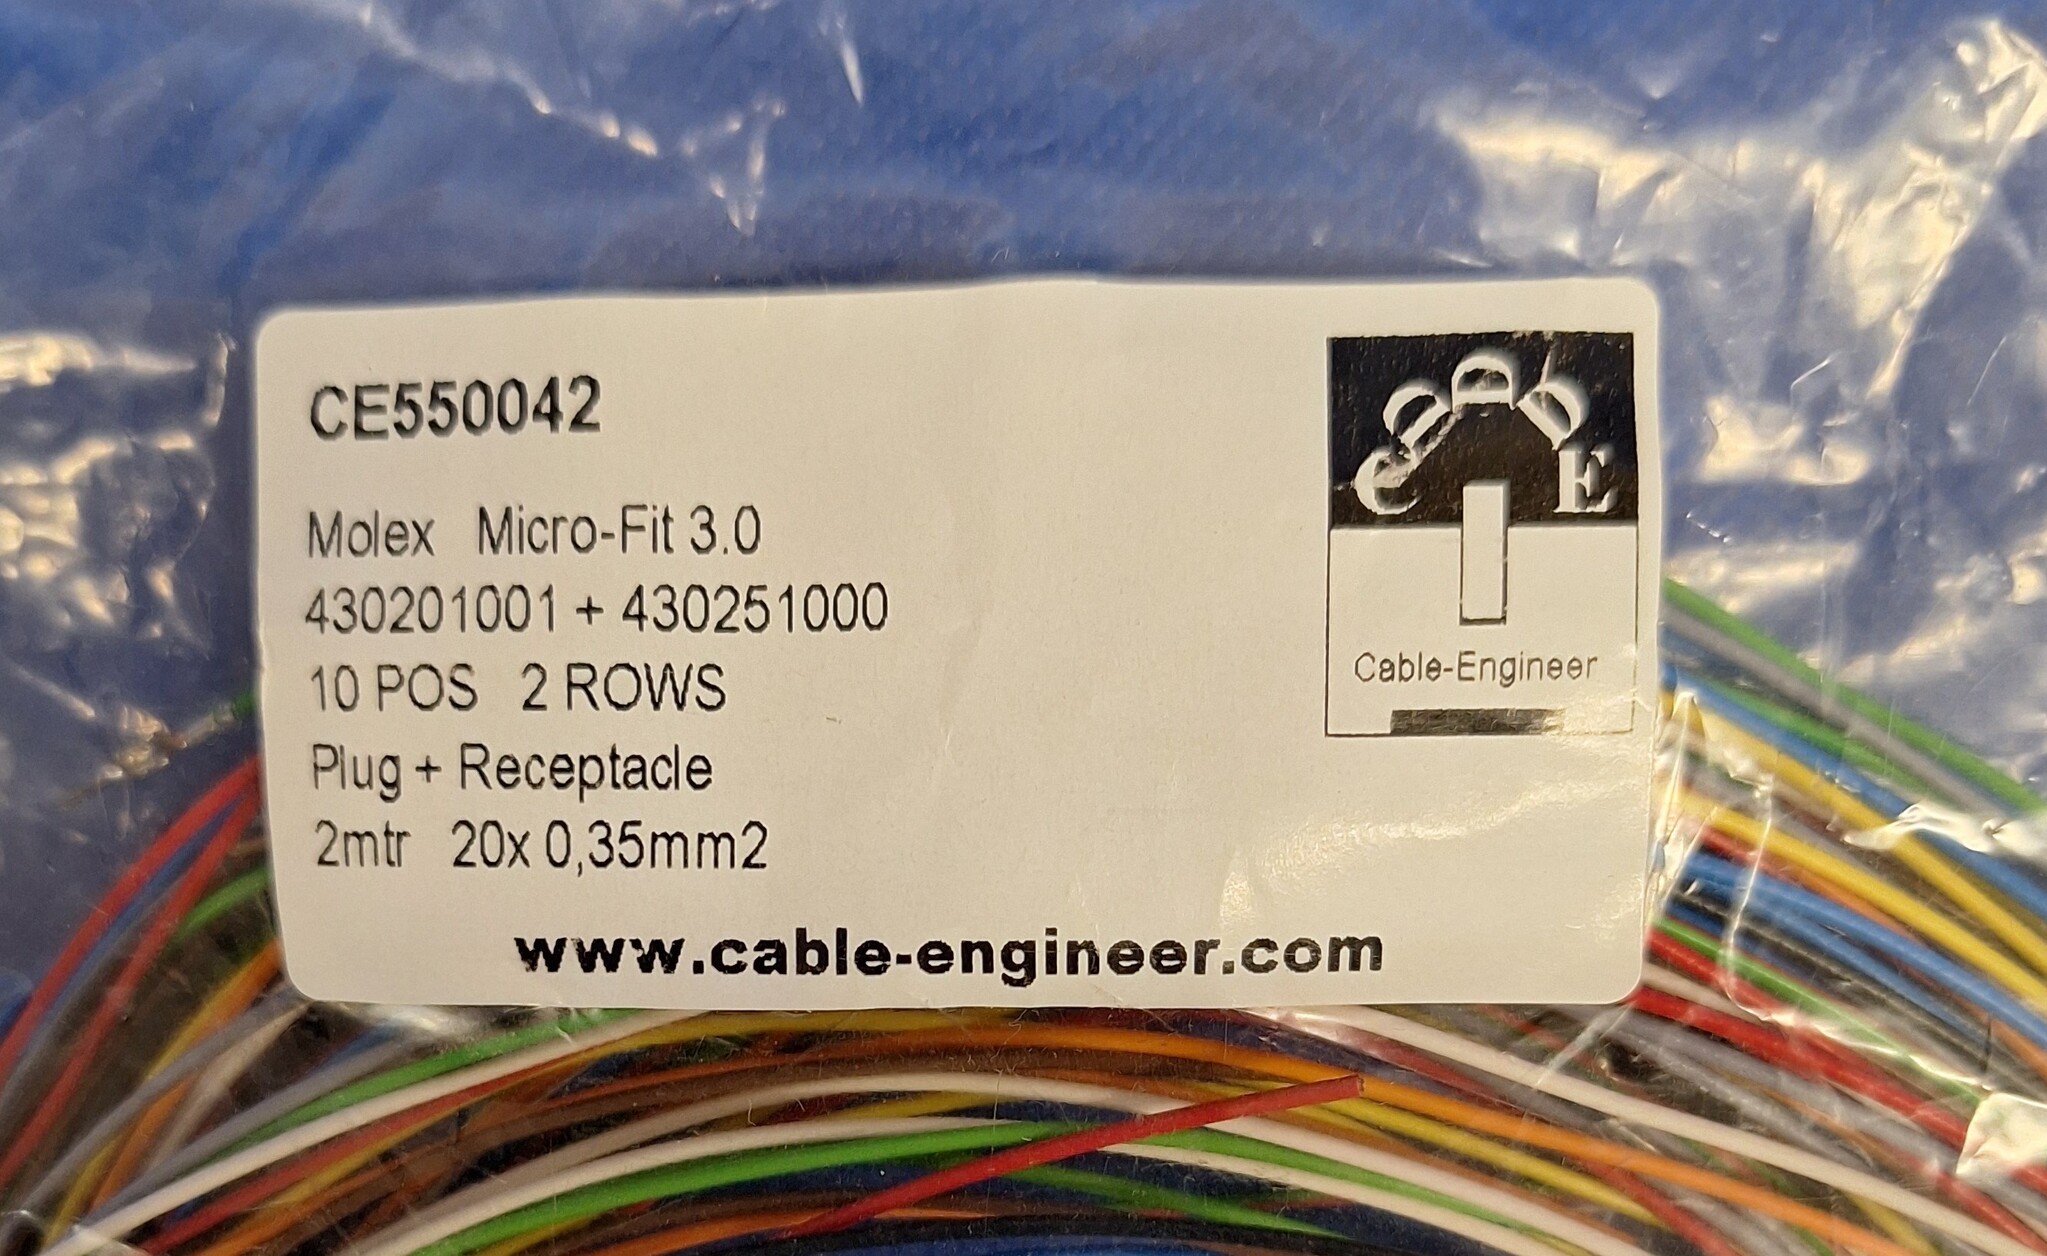 CE550042
Molex Micro-Fit 3.0
430201001 + 430251000
10 POS 2 ROWS
Plug + Receptacle
2mtr 20x 0,35mm2
www.cable-engineer.com
C E
Cable-Engineer